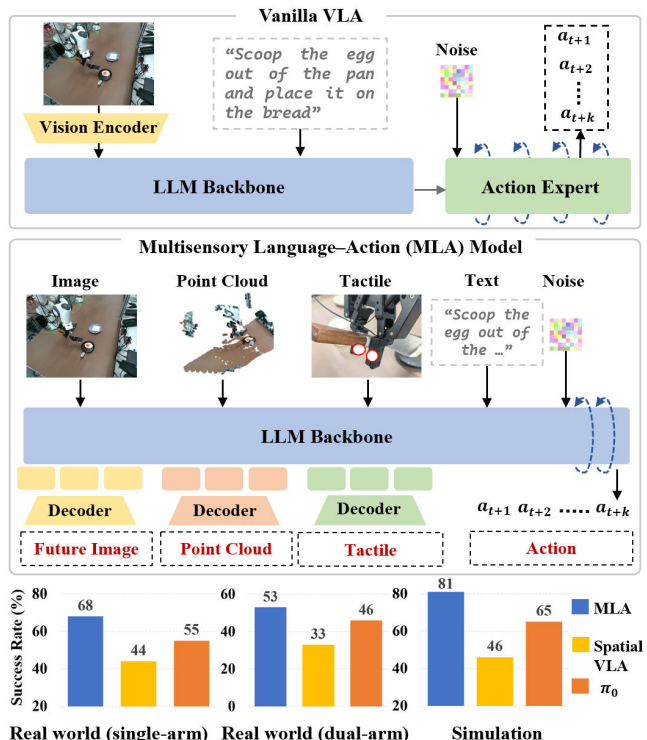 Vanilla VLA
“Scoop the egg
out of the pan
and place it on
the bread”
Noise
a_{t+1}
a_{t+2}
a_{t+k}
Vision Encoder
LLM Backbone
Action Expert
Multisensory Language–Action (MLA) Model
Image
Point Cloud
Tactile
Text
Noise
“Scoop the
egg out of
the …”
LLM Backbone
Decoder
Decoder
Decoder
a_{t+1} a_{t+2} ..... a_{t+k}
Future Image
Point Cloud
Tactile
Action
Success Rate (%)
80
60
40
20
68
44
55
Real world (single-arm)
60
40
20
0
53
33
46
Real world (dual-arm)
80
60
40
20
81
46
65
Simulation
MLA
Spatial
VLA
π₀